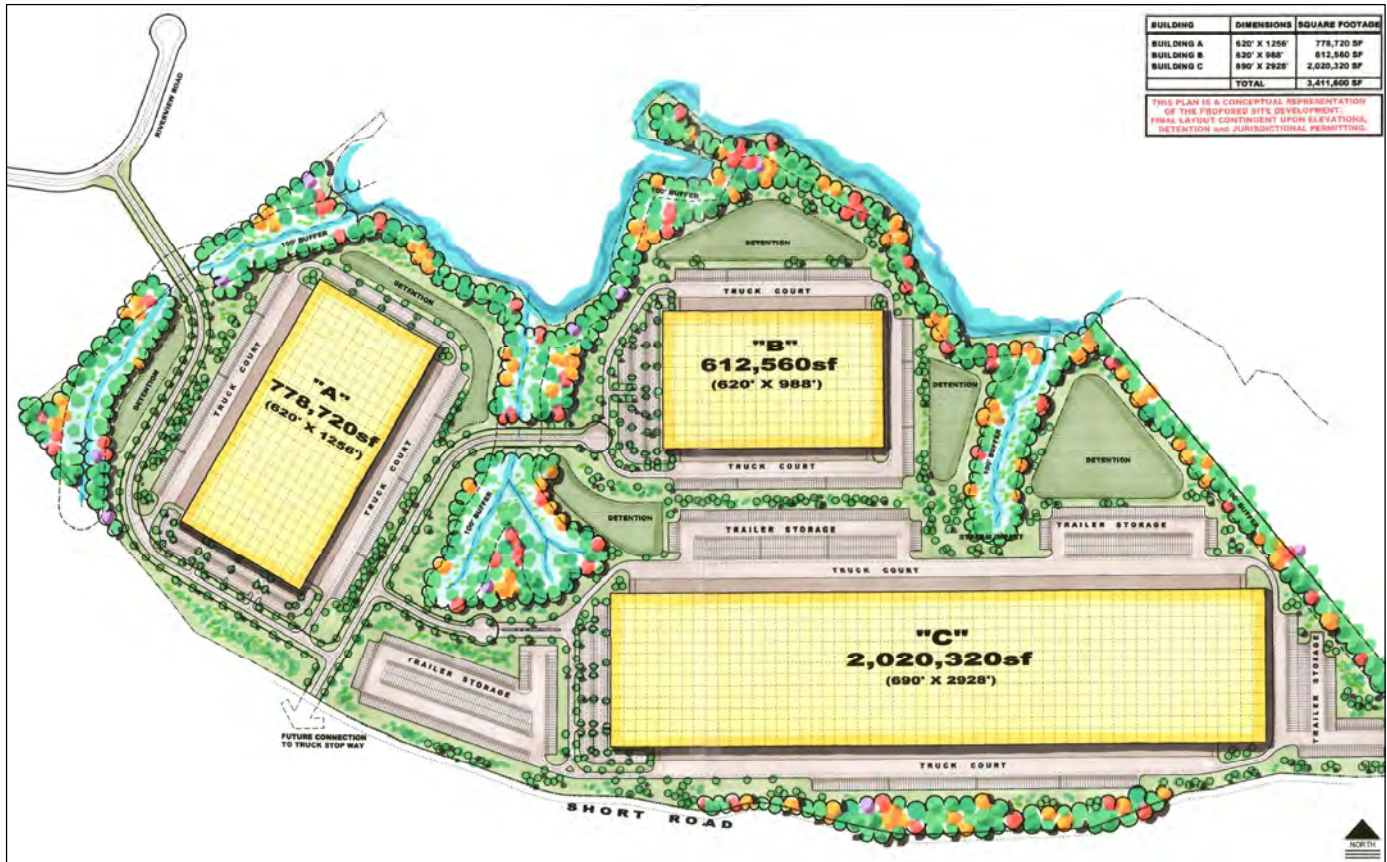 BUILDING DIMENSIONS SQUARE FOOTAGE
BUILDING A 620' X 1256' 778,720 SF
BUILDING B 620' X 988' 612,560 SF
BUILDING C 690' X 2928' 2,020,320 SF
TOTAL 3,411,600 SF
THIS PLAN IS A CONCEPTUAL REPRESENTATION
OF THE PROPOSED SITE DEVELOPMENT.
FINAL LAYOUT CONTINGENT UPON ELEVATIONS,
DETENTION and JURISDICTIONAL PERMITTING.
RIVERVIEW ROAD
100' BUFFER
100' BUFFER
DETENTION
DETENTION
TRUCK COURT
DETENTION
TRUCK COURT
"A"
778,720sf
(620' X 1256')
TRUCK COURT
"B"
612,560sf
(620' X 988')
TRUCK COURT
DETENTION
100' BUFFER
DETENTION
100' BUFFER
100' BUFFER
DETENTION
TRAILER STORAGE
TRAILER STORAGE
TRUCK COURT
"C"
2,020,320sf
(690' X 2928')
TRAILER STORAGE
TRAILER STORAGE
FUTURE CONNECTION
TO TRUCK STOP WAY
TRUCK COURT
SHORT ROAD
NORTH